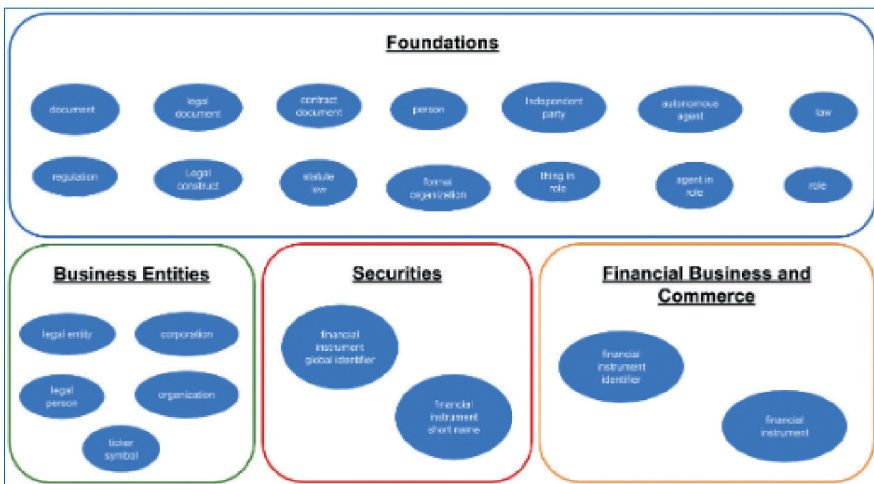 Foundations
document
legal
document
contract
document
person
Independent
party
autonomous
agent
law
regulation
Legal
construct
statute
law
formal
organization
thing in
role
agent in
role
role
Business Entities
legal entity
corporation
legal
person
organization
ticker
symbol
Securities
financial
instrument
global identifier
financial
instrument
short name
Financial Business and
Commerce
financial
instrument
identifier
financial
instrument